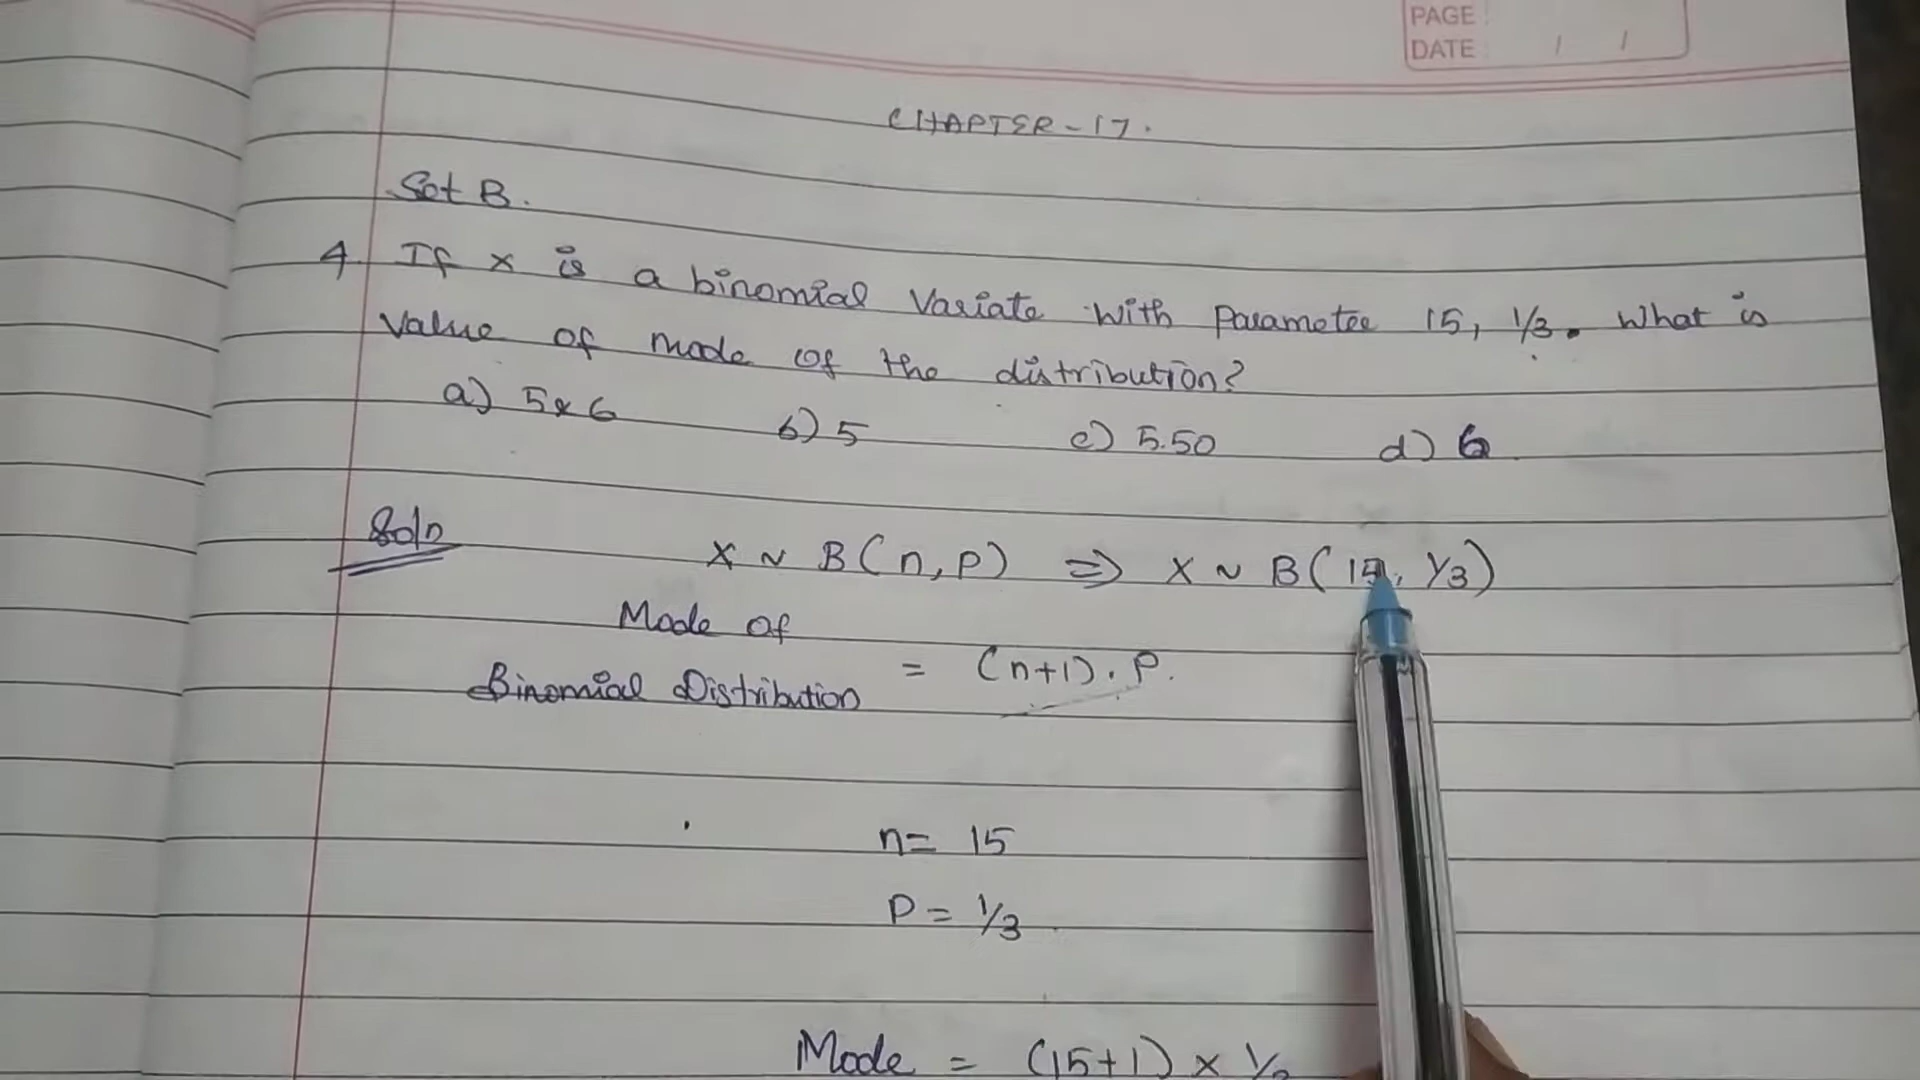 PAGE :
DATE : / /
CHAPTER-17.
Set B.
4. If x is a binomial Variate with Parameter 15, 1/3. What is
Value of mode of the distribution?
a) 5 & 6 b) 5 c) 5.50 d) 6
Soln X ~ B(n, p) ⇒ X ~ B(15, 1/3)
Mode of
Binomial Distribution = (n+1). P.
n = 15
P = 1/3
Mode = (15+1) x